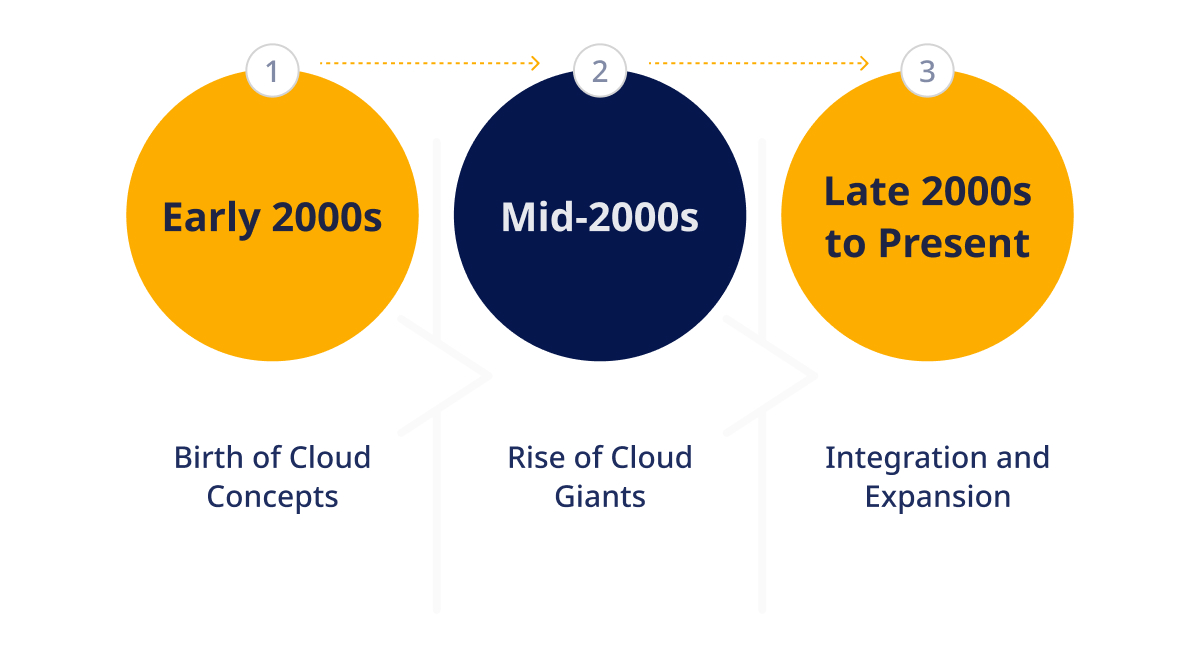 1
2
3
Early 2000s
Mid-2000s
Late 2000s
to Present
Birth of Cloud
Concepts
Rise of Cloud
Giants
Integration and
Expansion